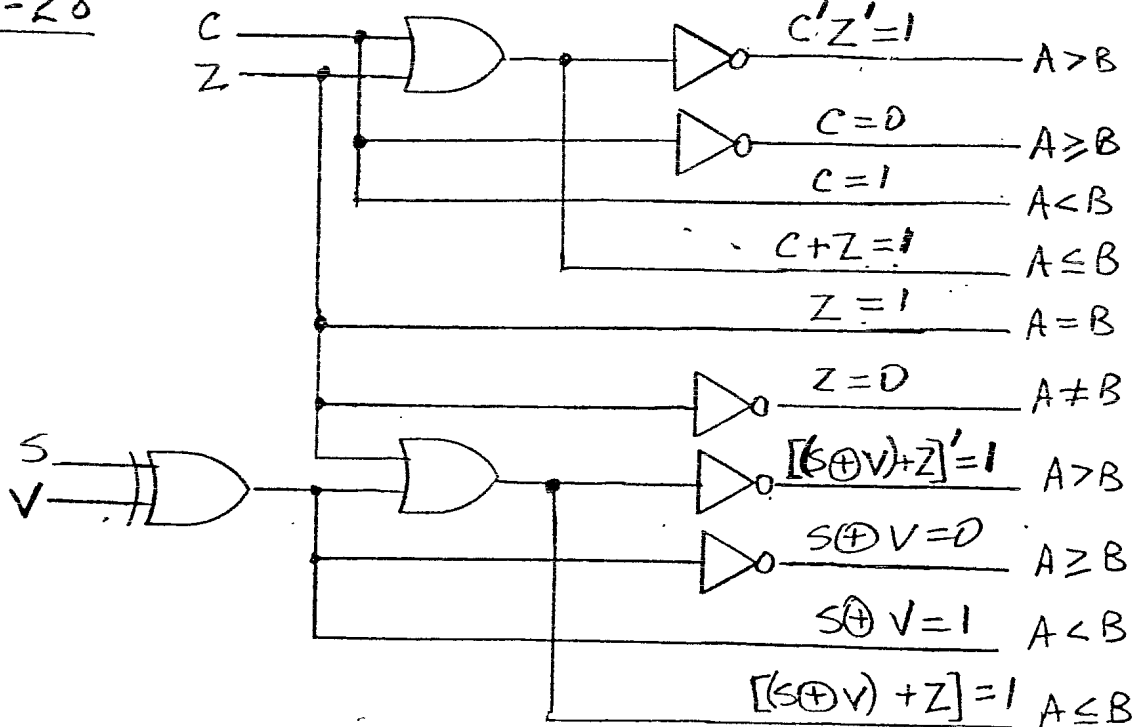 -20
C C'Z'=1 A>B
Z
C=0 A≥B
C=1 A<B
C+Z=1 A≤B
Z=1 A=B
Z=0 A≠B
S [(S⊕V)+Z]'=1 A>B
V
S⊕V=0 A≥B
S⊕V=1 A<B
[(S⊕V)+Z]=1 A≤B